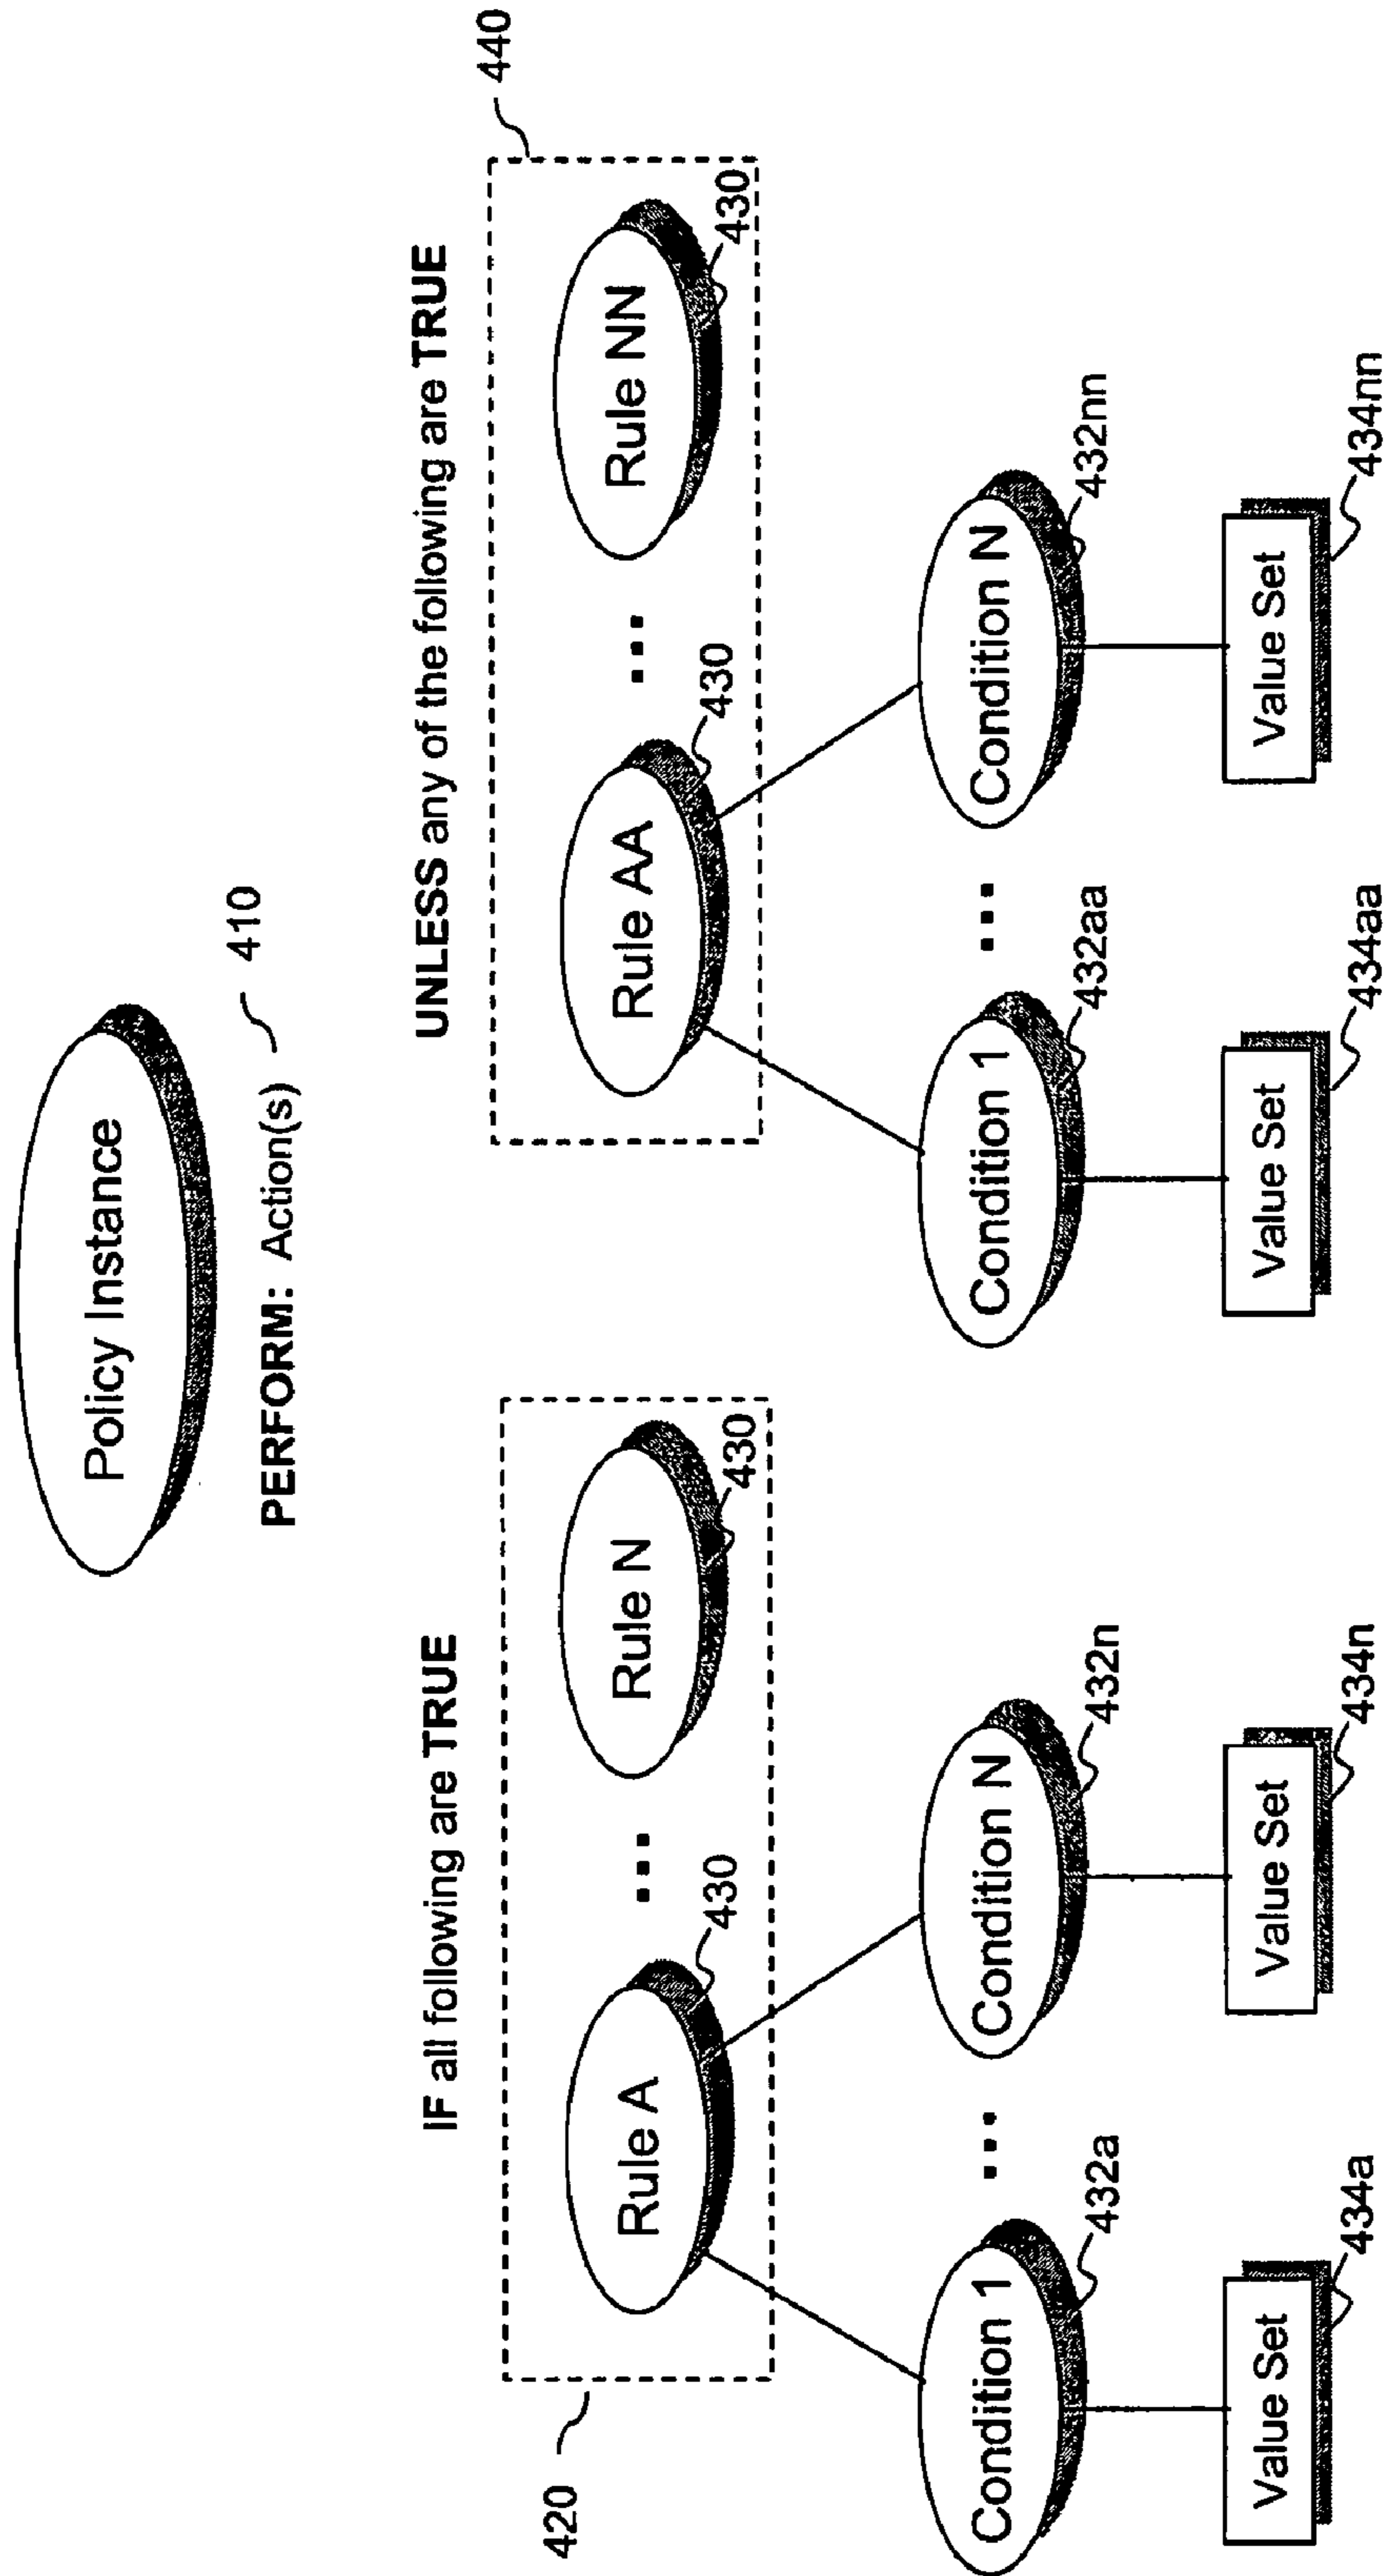 Policy Instance
PERFORM: Action(s) 410
IF all following are TRUE
UNLESS any of the following are TRUE
420
440
Rule A
430
...
Rule N
430
Rule AA
430
...
Rule NN
430
Condition 1
432a
...
Condition N
432n
Condition 1
432aa
...
Condition N
432nn
Value Set
434a
Value Set
434n
Value Set
434aa
Value Set
434nn